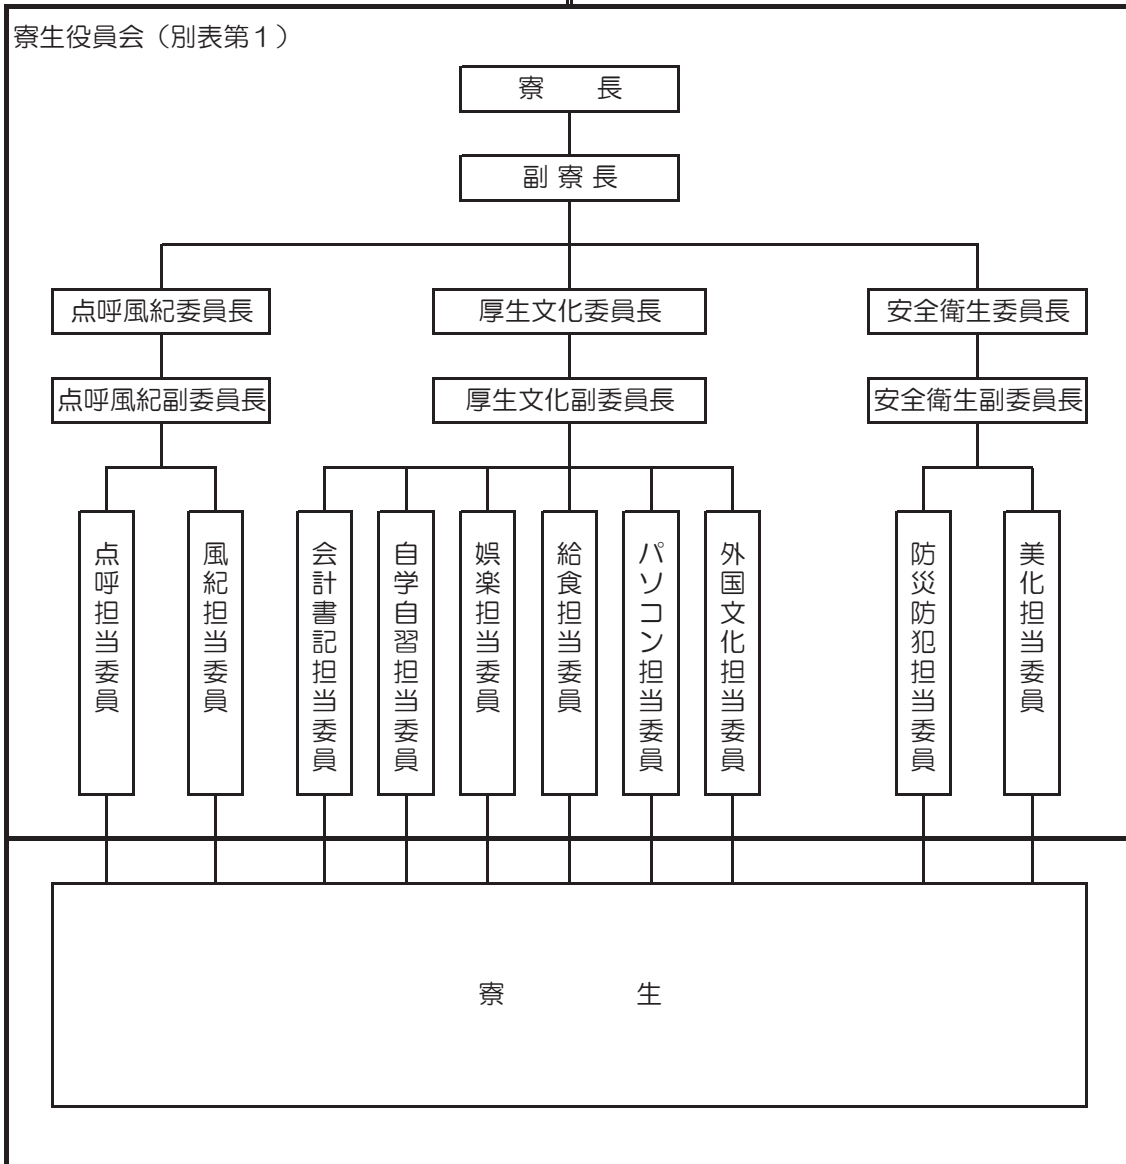 寮生役員会（別表第１）
寮　　長
副 寮 長
点呼風紀委員長
厚生文化委員長
安全衛生委員長
点呼風紀副委員長
厚生文化副委員長
安全衛生副委員長
点呼担当委員
風紀担当委員
会計書記担当委員
自学自習担当委員
娯楽担当委員
給食担当委員
パソコン担当委員
外国文化担当委員
防災防犯担当委員
美化担当委員
寮　　　　　生